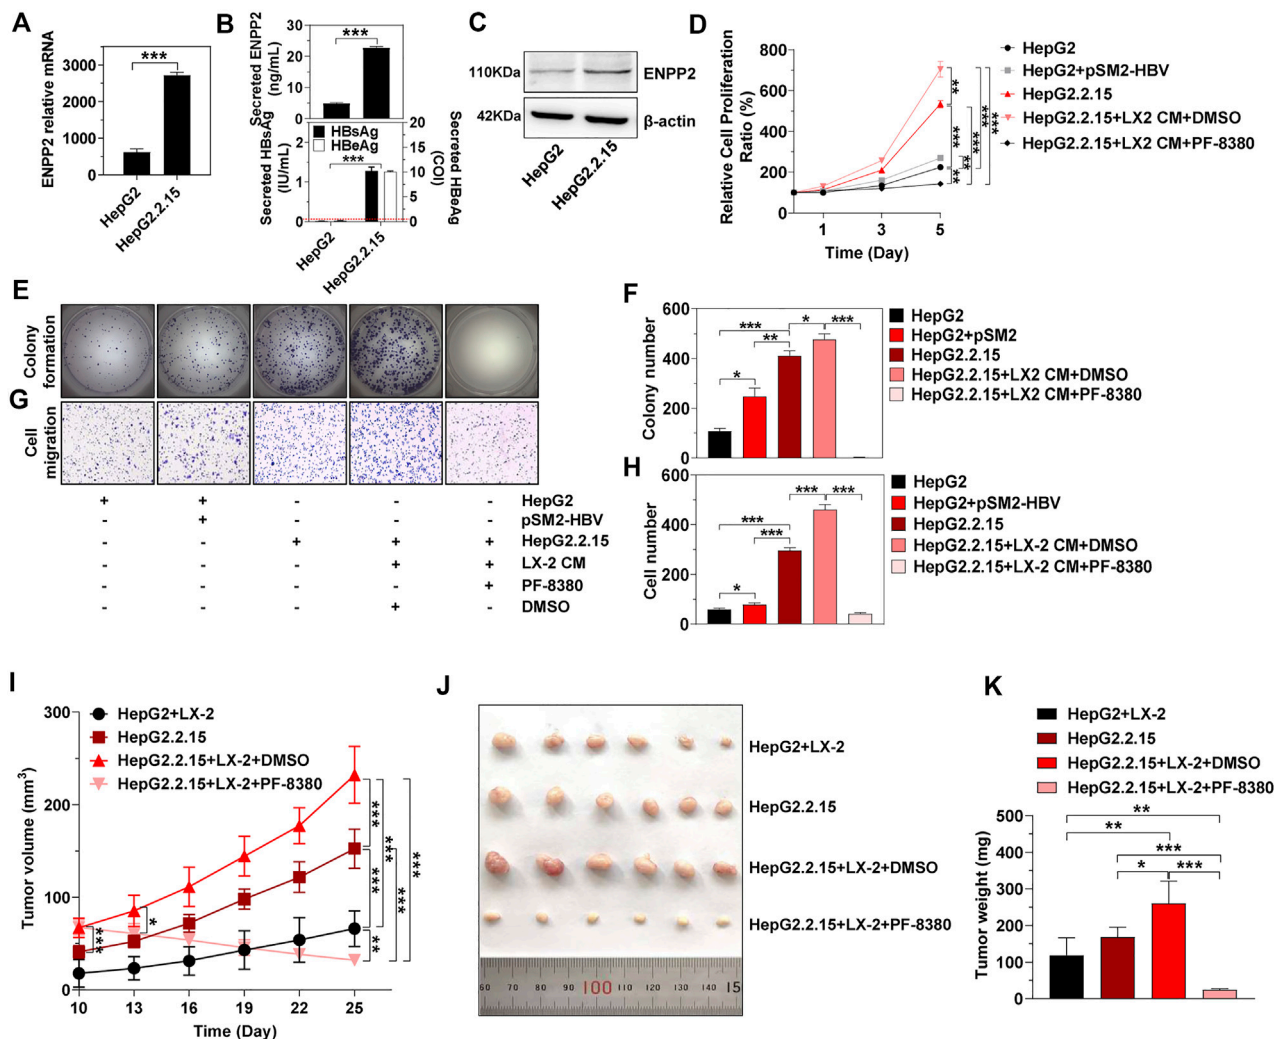 A
ENPP2 relative mRNA
3000
2000
1000
0
***
HepG2
HepG2.2.15
B
Secreted ENPP2
(ng/mL)
30
20
10
0
***
Secreted HBsAg
(IU/mL)
2
1
0
HBsAg
HBeAg
***
20
15
10
5
0
Secreted HBeAg
(COI)
HepG2
HepG2.2.15
C
110KDa
ENPP2
42KDa
β-actin
HepG2
HepG2.2.15
D
Relative Cell Proliferation
Ratio (%)
800
600
400
200
0
1
3
5
Time (Day)
**
***
**
**
***
***
***
HepG2
HepG2+pSM2-HBV
HepG2.2.15
HepG2.2.15+LX2 CM+DMSO
HepG2.2.15+LX2 CM+PF-8380
E
Colony
formation
G
Cell
migration
+ + - - - HepG2
- + - - - pSM2-HBV
- - + + + HepG2.2.15
- - - + + LX-2 CM
- - - - + PF-8380
- - - + - DMSO
F
Colony number
600
400
200
0
*
***
**
*
***
HepG2
HepG2+pSM2
HepG2.2.15
HepG2.2.15+LX2 CM+DMSO
HepG2.2.15+LX2 CM+PF-8380
H
Cell number
600
400
200
0
*
***
***
***
***
HepG2
HepG2+pSM2-HBV
HepG2.2.15
HepG2.2.15+LX-2 CM+DMSO
HepG2.2.15+LX-2 CM+PF-8380
I
Tumor volume (mm3)
300
200
100
0
10
13
16
19
22
25
Time (Day)
HepG2+LX-2
HepG2.2.15
HepG2.2.15+LX-2+DMSO
HepG2.2.15+LX-2+PF-8380
***
*
***
***
**
***
***
***
J
HepG2+LX-2
HepG2.2.15
HepG2.2.15+LX-2+DMSO
HepG2.2.15+LX-2+PF-8380
60 70 80 90 100 110 120 130 140 15
K
HepG2+LX-2
HepG2.2.15
HepG2.2.15+LX-2+DMSO
HepG2.2.15+LX-2+PF-8380
Tumor weight (mg)
500
400
300
200
100
0
**
**
***
*
***